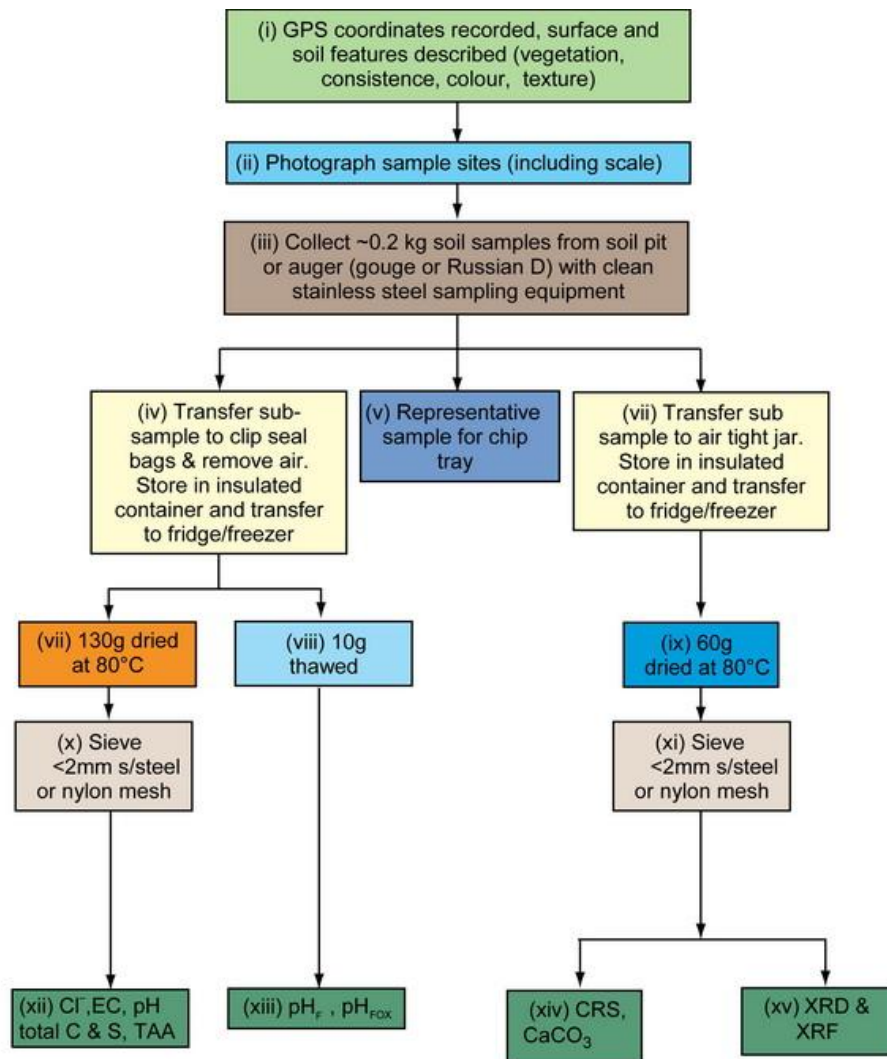 (i) GPS coordinates recorded, surface and
soil features described (vegetation,
consistence, colour, texture)
(ii) Photograph sample sites (including scale)
(iii) Collect ~0.2 kg soil samples from soil pit
or auger (gouge or Russian D) with clean
stainless steel sampling equipment
(iv) Transfer sub-
sample to clip seal
bags & remove air.
Store in insulated
container and transfer
to fridge/freezer
(v) Representative
sample for chip
tray
(vii) Transfer sub
sample to air tight jar.
Store in insulated
container and transfer
to fridge/freezer
(vii) 130g dried
at 80°C
(viii) 10g
thawed
(ix) 60g
dried at 80°C
(x) Sieve
<2mm s/steel
or nylon mesh
(xi) Sieve
<2mm s/steel
or nylon mesh
(xii) Cl⁻,EC, pH
total C & S, TAA
(xiii) pH_F , pH_FOX
(xiv) CRS,
CaCO₃
(xv) XRD &
XRF